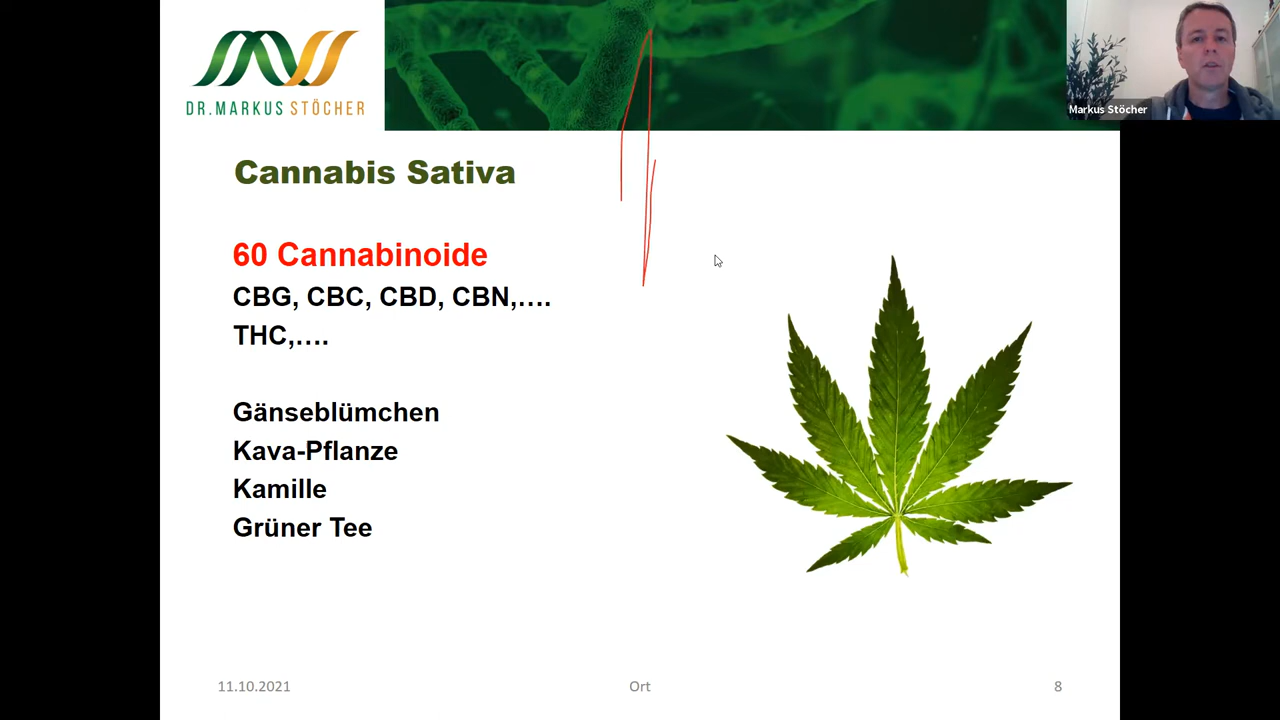 DR.MARKUS STÖCHER
Markus Stöcher
Cannabis Sativa
60 Cannabinoide
CBG, CBC, CBD, CBN,....
THC,....
Gänseblümchen
Kava-Pflanze
Kamille
Grüner Tee
11.10.2021
Ort
8